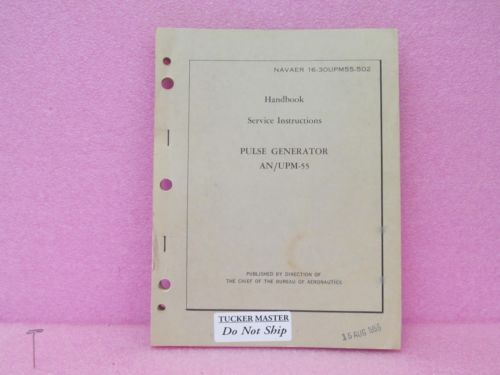 NAVAER 16-30UPM55-502
Handbook
Service Instructions
PULSE GENERATOR
AN/UPM-55
PUBLISHED BY DIRECTION OF
THE CHIEF OF THE BUREAU OF AERONAUTICS
TUCKER MASTER
Do Not Ship
15 AUG 1955
T